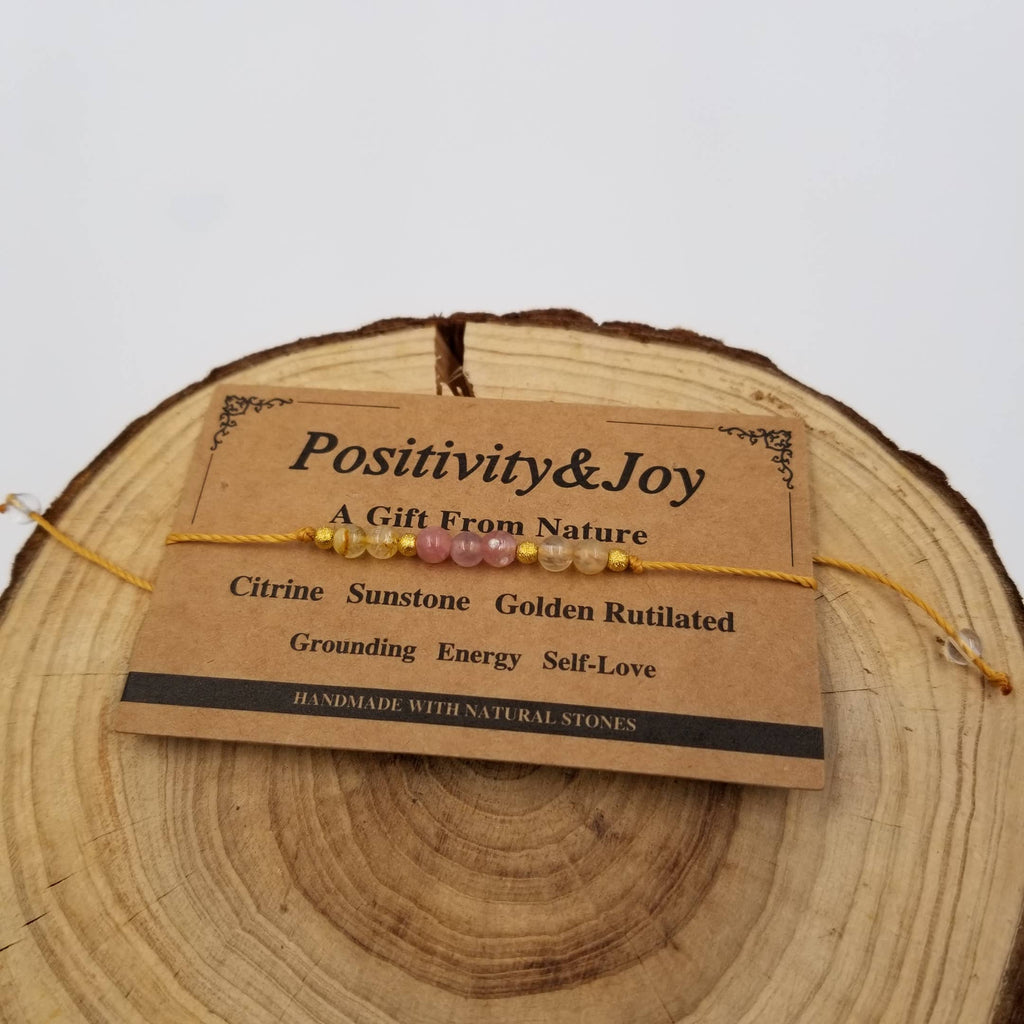 Positivity&Joy
A Gift From Nature
Citrine Sunstone Golden Rutilated
Grounding Energy Self-Love
HANDMADE WITH NATURAL STONES